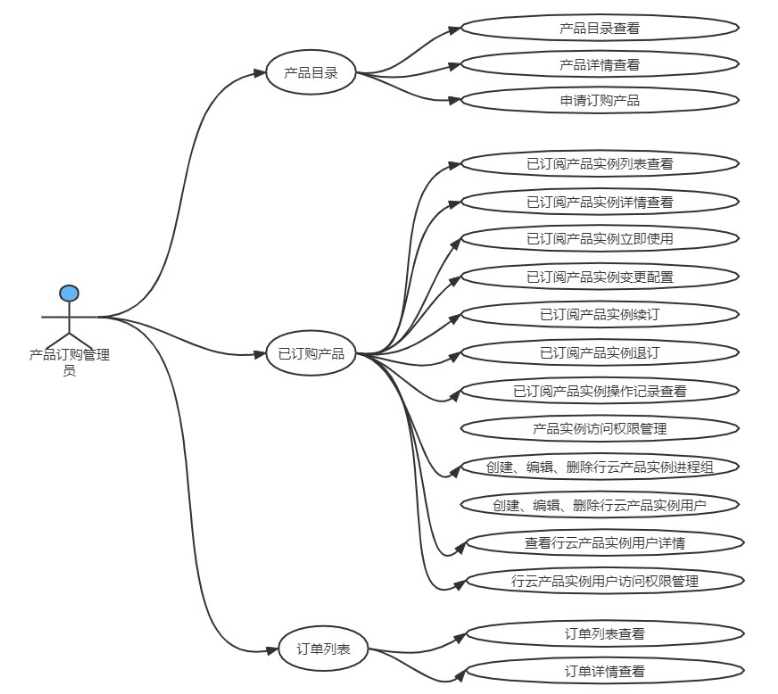 产品目录查看
产品详情查看
产品目录
申请订购产品
已订阅产品实例列表查看
已订阅产品实例详情查看
已订阅产品实例立即使用
已订阅产品实例变更配置
已订阅产品实例续订
产品订购管理
员
已订购产品
已订阅产品实例退订
已订阅产品实例操作记录查看
产品实例访问权限管理
创建、编辑、删除行云产品实例进程组
创建、编辑、删除行云产品实例用户
查看行云产品实例用户详情
行云产品实例用户访问权限管理
订单列表
订单列表查看
订单详情查看